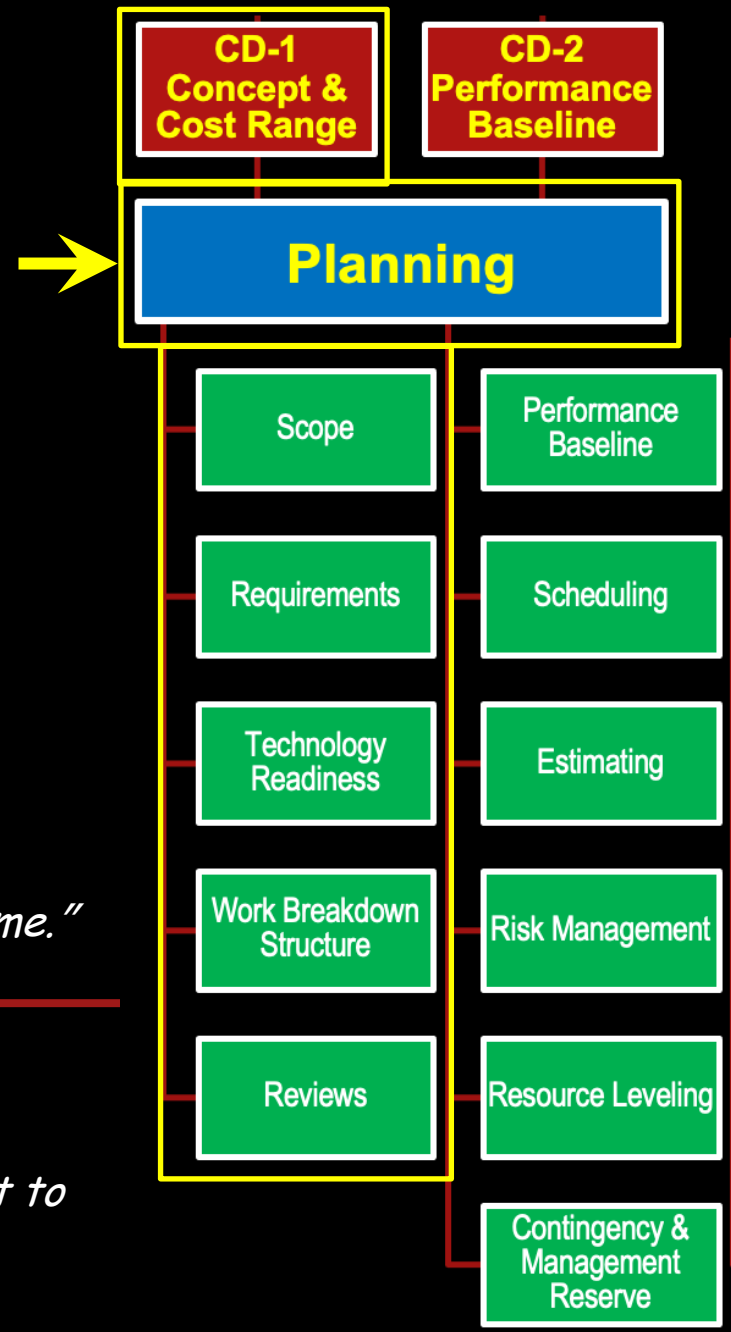 CD-1
Concept &
Cost Range
CD-2
Performance
Baseline
Planning
Scope
Performance
Baseline
Requirements
Scheduling
Technology
Readiness
Estimating
me."
Work Breakdown
Structure
Risk Management
Reviews
Resource Leveling
t to
Contingency &
Management
Reserve